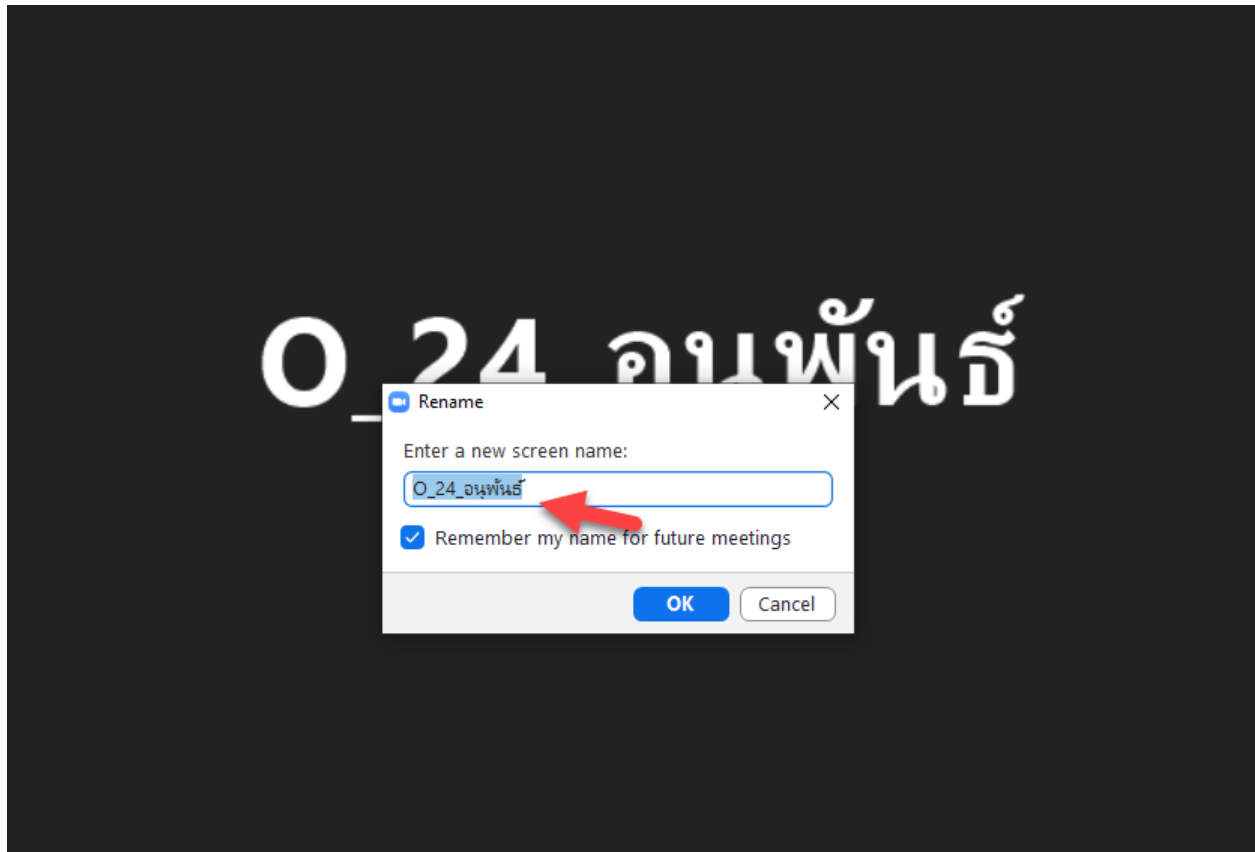 O_24_อนุพันธ์
Rename
Enter a new screen name:
O_24_อนุพันธ์
Remember my name for future meetings
OK Cancel